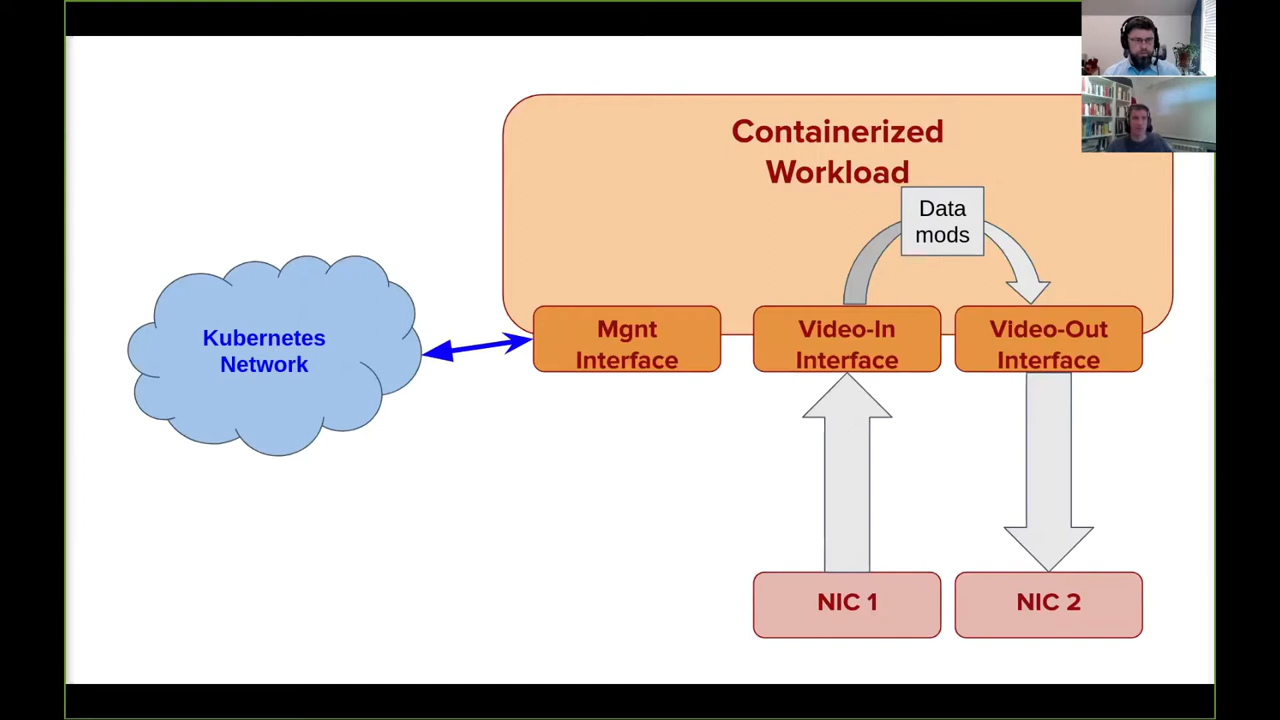 Containerized
Workload
Data
mods
Kubernetes
Network
Mgnt
Interface
Video-In
Interface
Video-Out
Interface
NIC 1
NIC 2